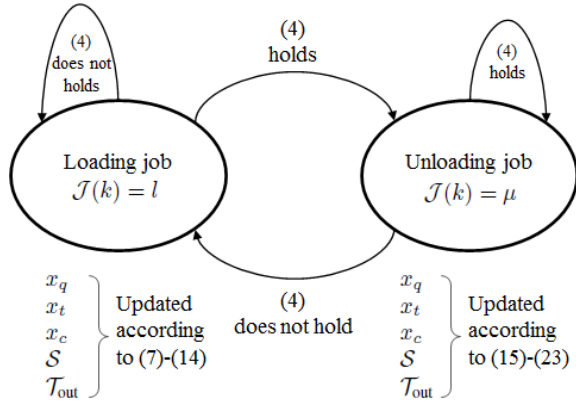 (4)
does not
holds
(4)
holds
(4)
holds
Loading job
𝒥(k) = l
Unloading job
𝒥(k) = μ
(4)
does not hold
x_q
x_t
x_c
𝒮
𝒯_out
Updated
according
to (7)-(14)
x_q
x_t
x_c
𝒮
𝒯_out
Updated
according
to (15)-(23)